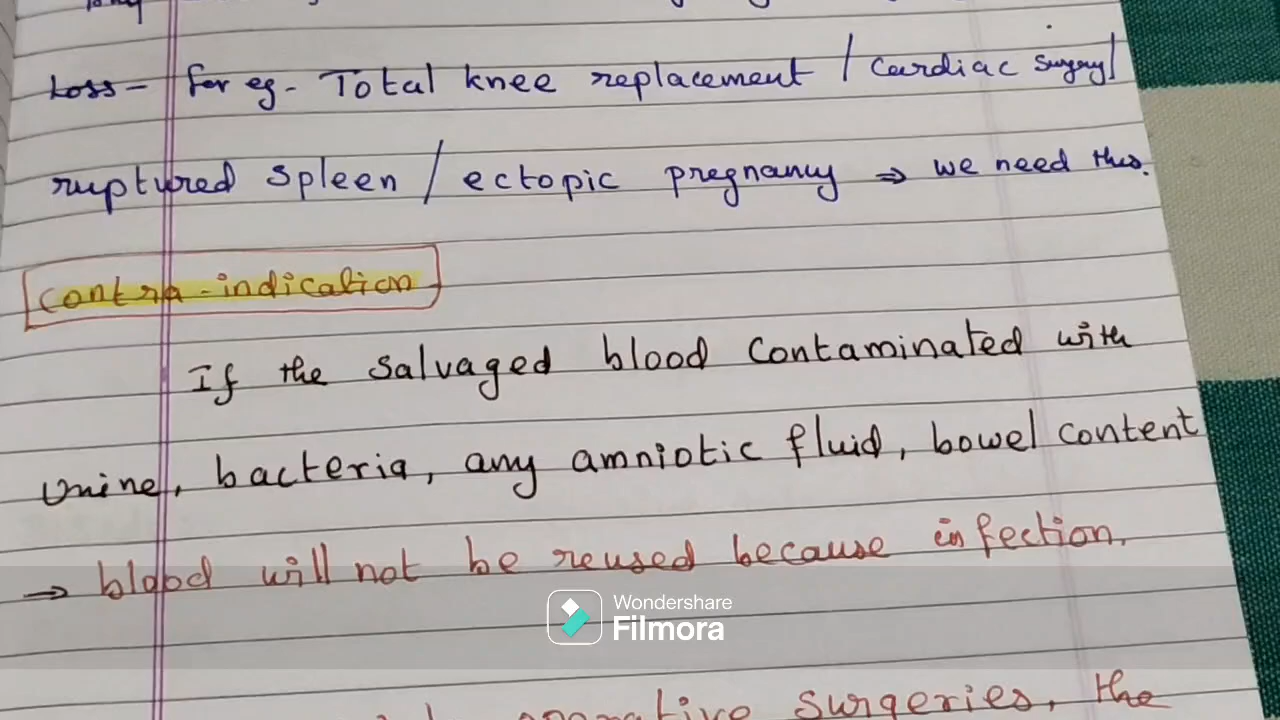 Loss- for eg. Total knee replacement / Cardiac surgery/
ruptured spleen / ectopic pregnancy ⇒ we need this.
Contra-indication
If the salvaged blood contaminated with
urine, bacteria, any amniotic fluid, bowel content
→ blood will not be reused because infection.
Wondershare
Filmora
surgeries, the